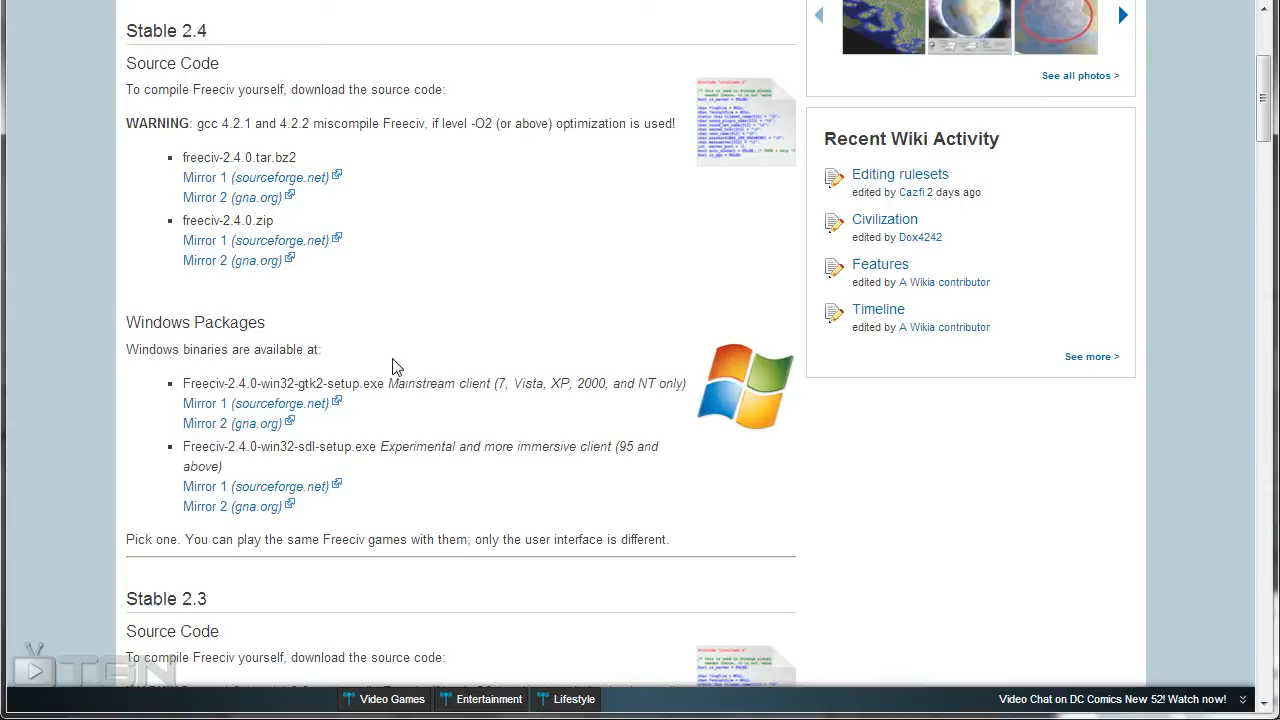 Stable 2.4
Source Code
To compile Freeciv yourself, download the source code.
WARNING: GCC 4.2.1 and 4.2.2 miscompile Freeciv when -O2 or above optimization is used!
freeciv-2.4.0.tar.bz2
Mirror 1 (sourceforge.net)
Mirror 2 (gna.org)
freeciv-2.4.0.zip
Mirror 1 (sourceforge.net)
Mirror 2 (gna.org)
Windows Packages
Windows binaries are available at:
Freeciv-2.4.0-win32-gtk2-setup.exe Mainstream client (7, Vista, XP, 2000, and NT only)
Mirror 1 (sourceforge.net)
Mirror 2 (gna.org)
Freeciv-2.4.0-win32-sdl-setup.exe Experimental and more immersive client (95 and
above)
Mirror 1 (sourceforge.net)
Mirror 2 (gna.org)
Pick one. You can play the same Freeciv games with them; only the user interface is different.
Stable 2.3
Source Code
To compile Freeciv yourself, download the source code.
See all photos >
Recent Wiki Activity
Editing rulesets
edited by Cazfi 2 days ago
Civilization
edited by Dox4242
Features
edited by A Wikia contributor
Timeline
edited by A Wikia contributor
See more >
TEN
Video Games
Entertainment
Lifestyle
Video Chat on DC Comics New 52! Watch now!